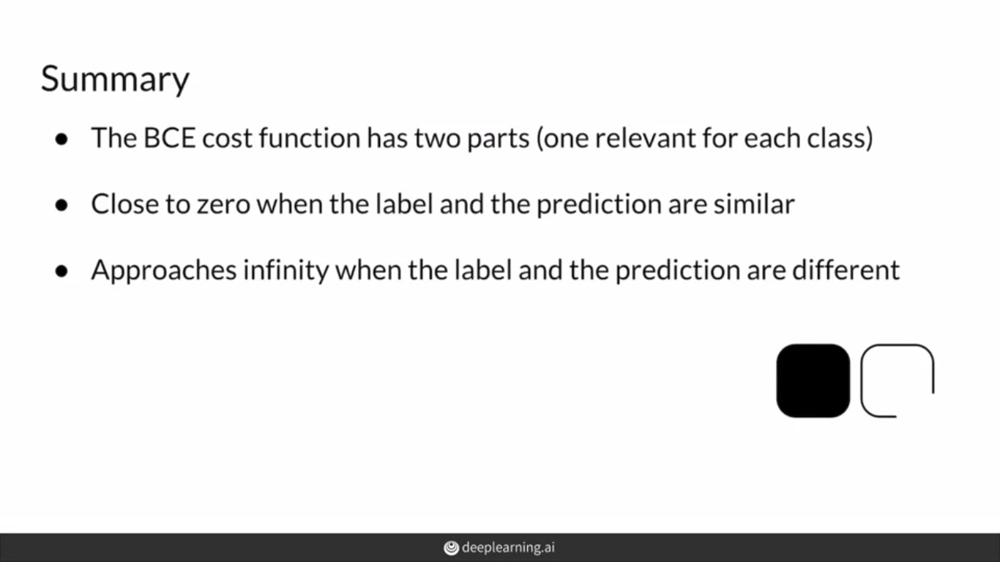 Summary
● The BCE cost function has two parts (one relevant for each class)
● Close to zero when the label and the prediction are similar
● Approaches infinity when the label and the prediction are different
deeplearning.ai